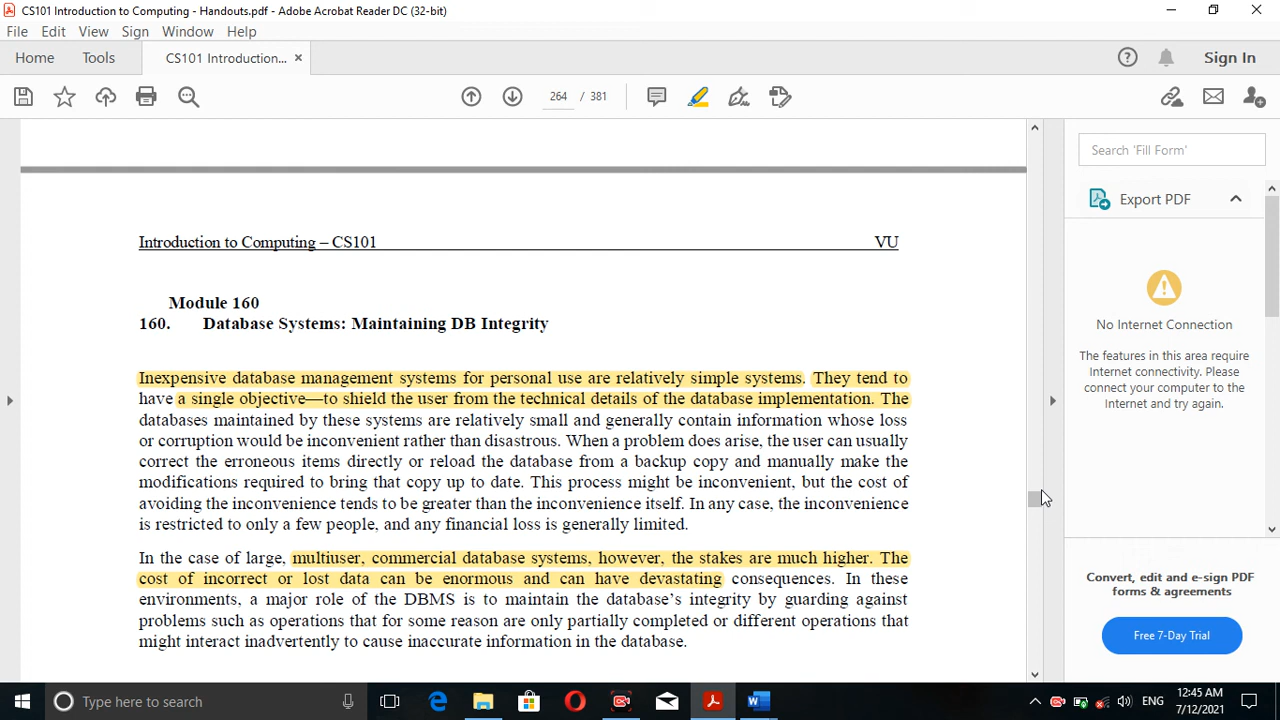 CS101 Introduction to Computing - Handouts.pdf - Adobe Acrobat Reader DC (32-bit)
File Edit View Sign Window Help
Home Tools CS101 Introduction... × Sign In
264 / 381
Search 'Fill Form'
Export PDF
No Internet Connection
The features in this area require
Internet connectivity. Please
connect your computer to the
Internet and try again.
Convert, edit and e-sign PDF
forms & agreements
Free 7-Day Trial
Introduction to Computing – CS101 VU
Module 160
160. Database Systems: Maintaining DB Integrity
Inexpensive database management systems for personal use are relatively simple systems. They tend to
have a single objective—to shield the user from the technical details of the database implementation. The
databases maintained by these systems are relatively small and generally contain information whose loss
or corruption would be inconvenient rather than disastrous. When a problem does arise, the user can usually
correct the erroneous items directly or reload the database from a backup copy and manually make the
modifications required to bring that copy up to date. This process might be inconvenient, but the cost of
avoiding the inconvenience tends to be greater than the inconvenience itself. In any case, the inconvenience
is restricted to only a few people, and any financial loss is generally limited.
In the case of large, multiuser, commercial database systems, however, the stakes are much higher. The
cost of incorrect or lost data can be enormous and can have devastating consequences. In these
environments, a major role of the DBMS is to maintain the database's integrity by guarding against
problems such as operations that for some reason are only partially completed or different operations that
might interact inadvertently to cause inaccurate information in the database.
Type here to search
ENG
12:45 AM
7/12/2021